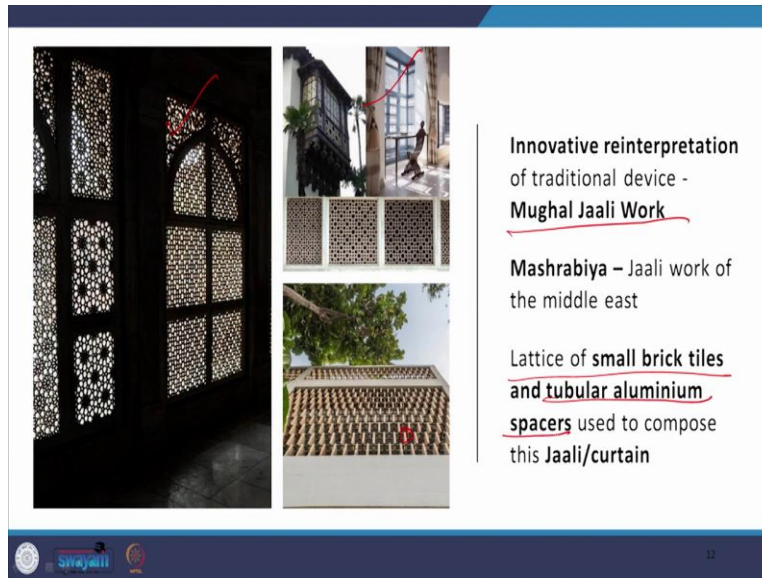 Innovative reinterpretation
of traditional device -
Mughal Jaali Work
Mashrabiya – Jaali work of
the middle east
Lattice of small brick tiles
and tubular aluminium
spacers used to compose
this Jaali/curtain
swayam
12